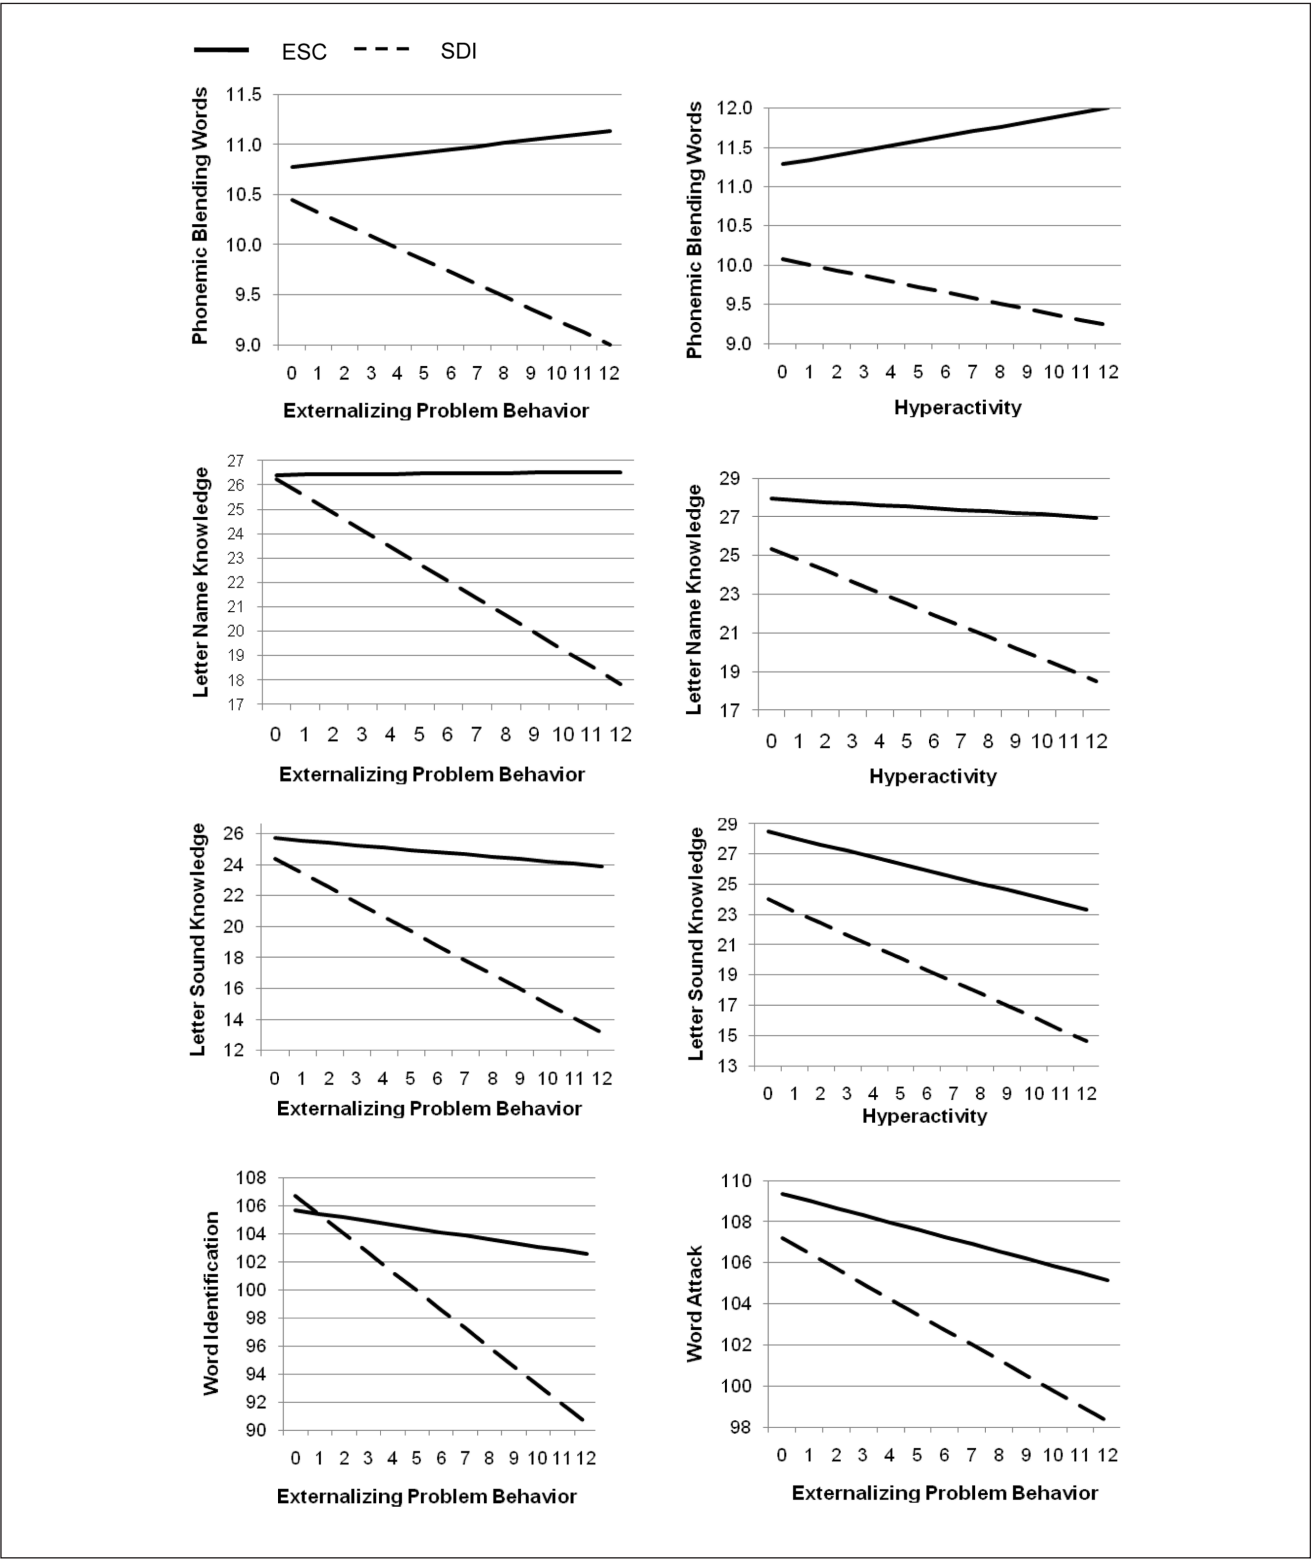 ESC SDI
Phonemic Blending Words
11.5
11.0
10.5
10.0
9.5
9.0
0 1 2 3 4 5 6 7 8 9 10 11 12
Externalizing Problem Behavior
Phonemic Blending Words
12.0
11.5
11.0
10.5
10.0
9.5
9.0
0 1 2 3 4 5 6 7 8 9 10 11 12
Hyperactivity
Letter Name Knowledge
27
26
25
24
23
22
21
20
19
18
17
0 1 2 3 4 5 6 7 8 9 10 11 12
Externalizing Problem Behavior
Letter Name Knowledge
29
27
25
23
21
19
17
0 1 2 3 4 5 6 7 8 9 10 11 12
Hyperactivity
Letter Sound Knowledge
26
24
22
20
18
16
14
12
0 1 2 3 4 5 6 7 8 9 10 11 12
Externalizing Problem Behavior
Letter Sound Knowledge
29
27
25
23
21
19
17
15
13
0 1 2 3 4 5 6 7 8 9 10 11 12
Hyperactivity
Word Identification
108
106
104
102
100
98
96
94
92
90
0 1 2 3 4 5 6 7 8 9 10 11 12
Externalizing Problem Behavior
Word Attack
110
108
106
104
102
100
98
0 1 2 3 4 5 6 7 8 9 10 11 12
Externalizing Problem Behavior